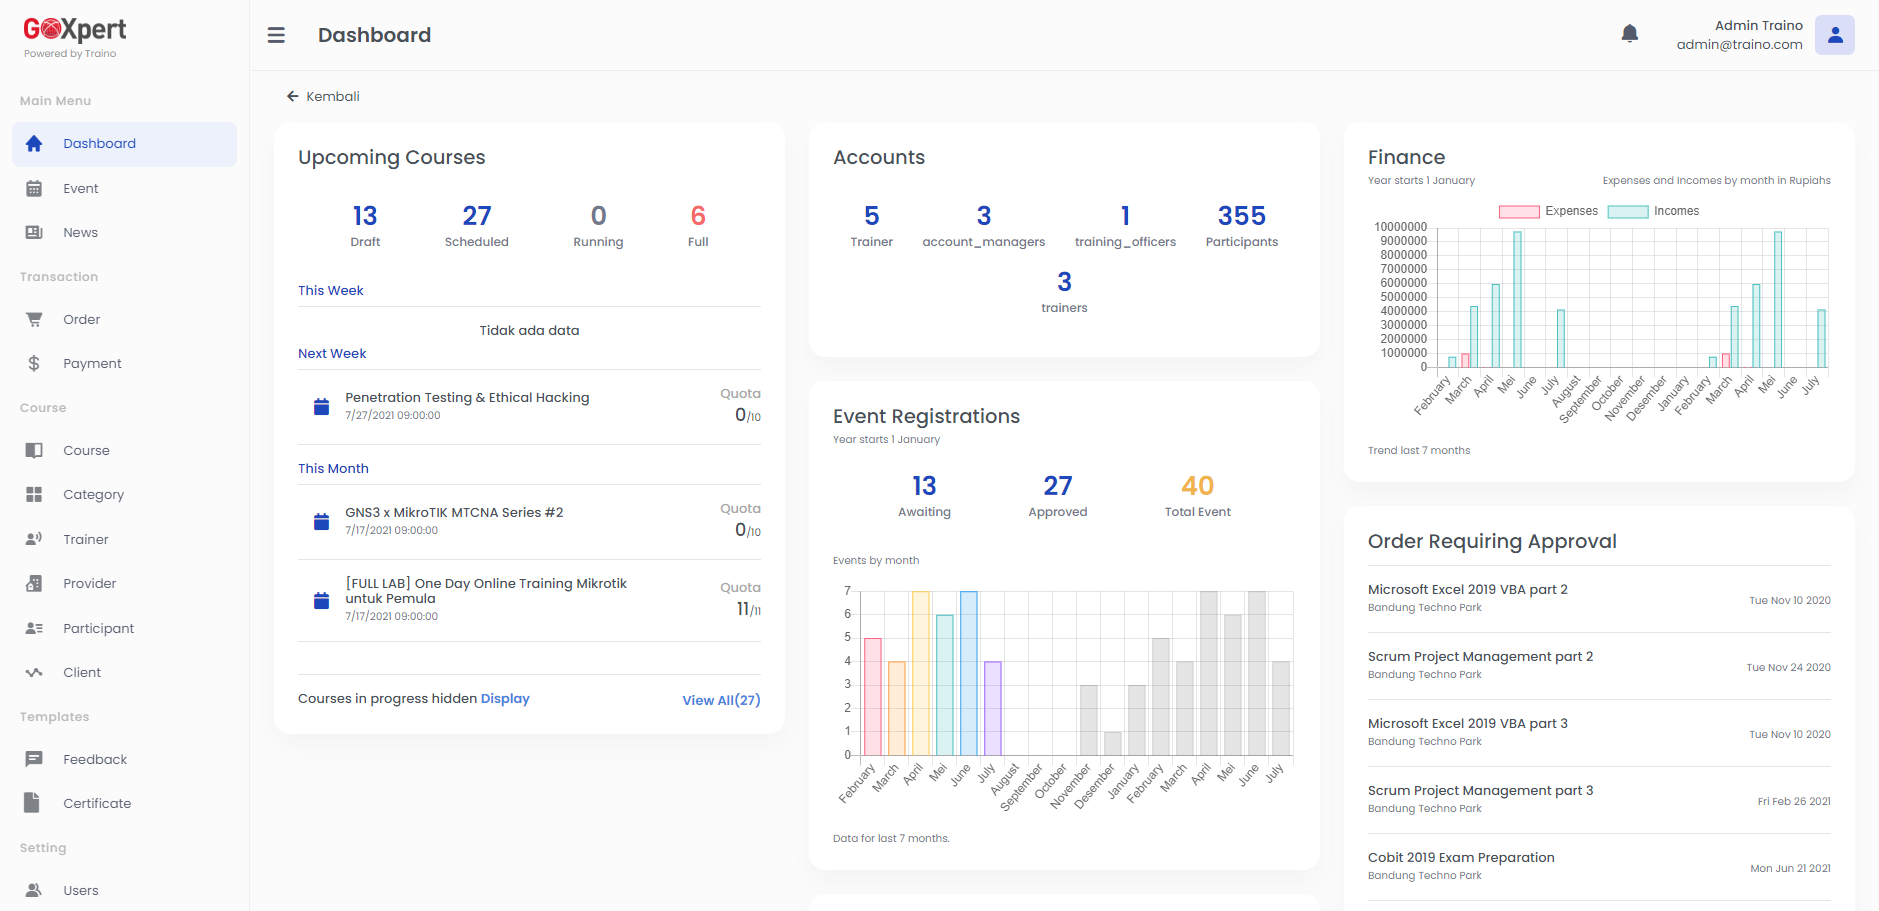 GOXpert
Powered by Traino
Main Menu
Dashboard
Event
News
Transaction
Order
Payment
Course
Course
Category
Trainer
Provider
Participant
Client
Templates
Feedback
Certificate
Setting
Users
Dashboard
Admin Traino
admin@traino.com
Kembali
Upcoming Courses
13 27 0 6
Draft Scheduled Running Full
This Week
Tidak ada data
Next Week
Penetration Testing & Ethical Hacking
7/27/2021 09:00:00
Quota
0/10
This Month
GNS3 x MikroTIK MTCNA Series #2
7/17/2021 09:00:00
Quota
0/10
[FULL LAB] One Day Online Training Mikrotik
untuk Pemula
7/17/2021 09:00:00
Quota
11/11
Courses in progress hidden Display
View All(27)
Accounts
5 3 1 355
Trainer account_managers training_officers Participants
3
trainers
Event Registrations
Year starts 1 January
13 27 40
Awaiting Approved Total Event
Events by month
7
6
5
4
3
2
1
0
February March April Mei June July August September October November Desember January February March April Mei June July
Data for last 7 months.
Finance
Year starts 1 January
Expenses and Incomes by month in Rupiahs
Expenses Incomes
10000000
9000000
8000000
7000000
6000000
5000000
4000000
3000000
2000000
1000000
0
February March April Mei June July August September October November Desember January February March April Mei June July
Trend last 7 months
Order Requiring Approval
Microsoft Excel 2019 VBA part 2
Bandung Techno Park
Tue Nov 10 2020
Scrum Project Management part 2
Bandung Techno Park
Tue Nov 24 2020
Microsoft Excel 2019 VBA part 3
Bandung Techno Park
Tue Nov 10 2020
Scrum Project Management part 3
Bandung Techno Park
Fri Feb 26 2021
Cobit 2019 Exam Preparation
Bandung Techno Park
Mon Jun 21 2021